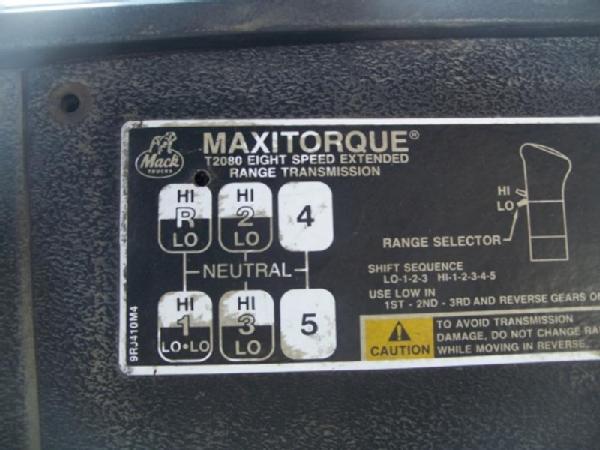 Mack
TRUCKS
MAXITORQUE®
T2080 EIGHT SPEED EXTENDED
RANGE TRANSMISSION
HI
R
LO
HI
2
LO
4
NEUTRAL
HI
1
LO•LO
HI
3
LO
5
HI
LO
RANGE SELECTOR
SHIFT SEQUENCE
LO-1-2-3 HI-1-2-3-4-5
USE LOW IN
1ST - 2ND - 3RD AND REVERSE GEARS
CAUTION
TO AVOID TRANSMISSION
DAMAGE, DO NOT CHANGE
WHILE MOVING IN REVERSE.
9RJ410M4